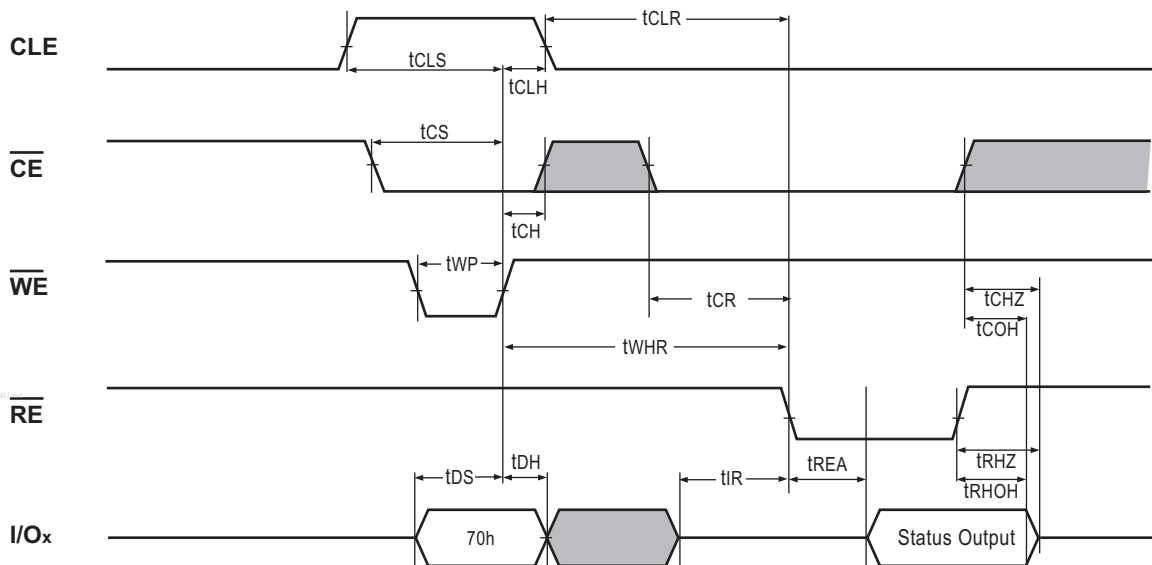 tCLR
CLE
tCLS
tCLH
tCS
CE
tCH
tWP
WE
tCR
tCHZ
tCOH
tWHR
RE
tDS
tDH
tIR
tREA
tRHZ
tRHOH
I/Ox
70h
Status Output